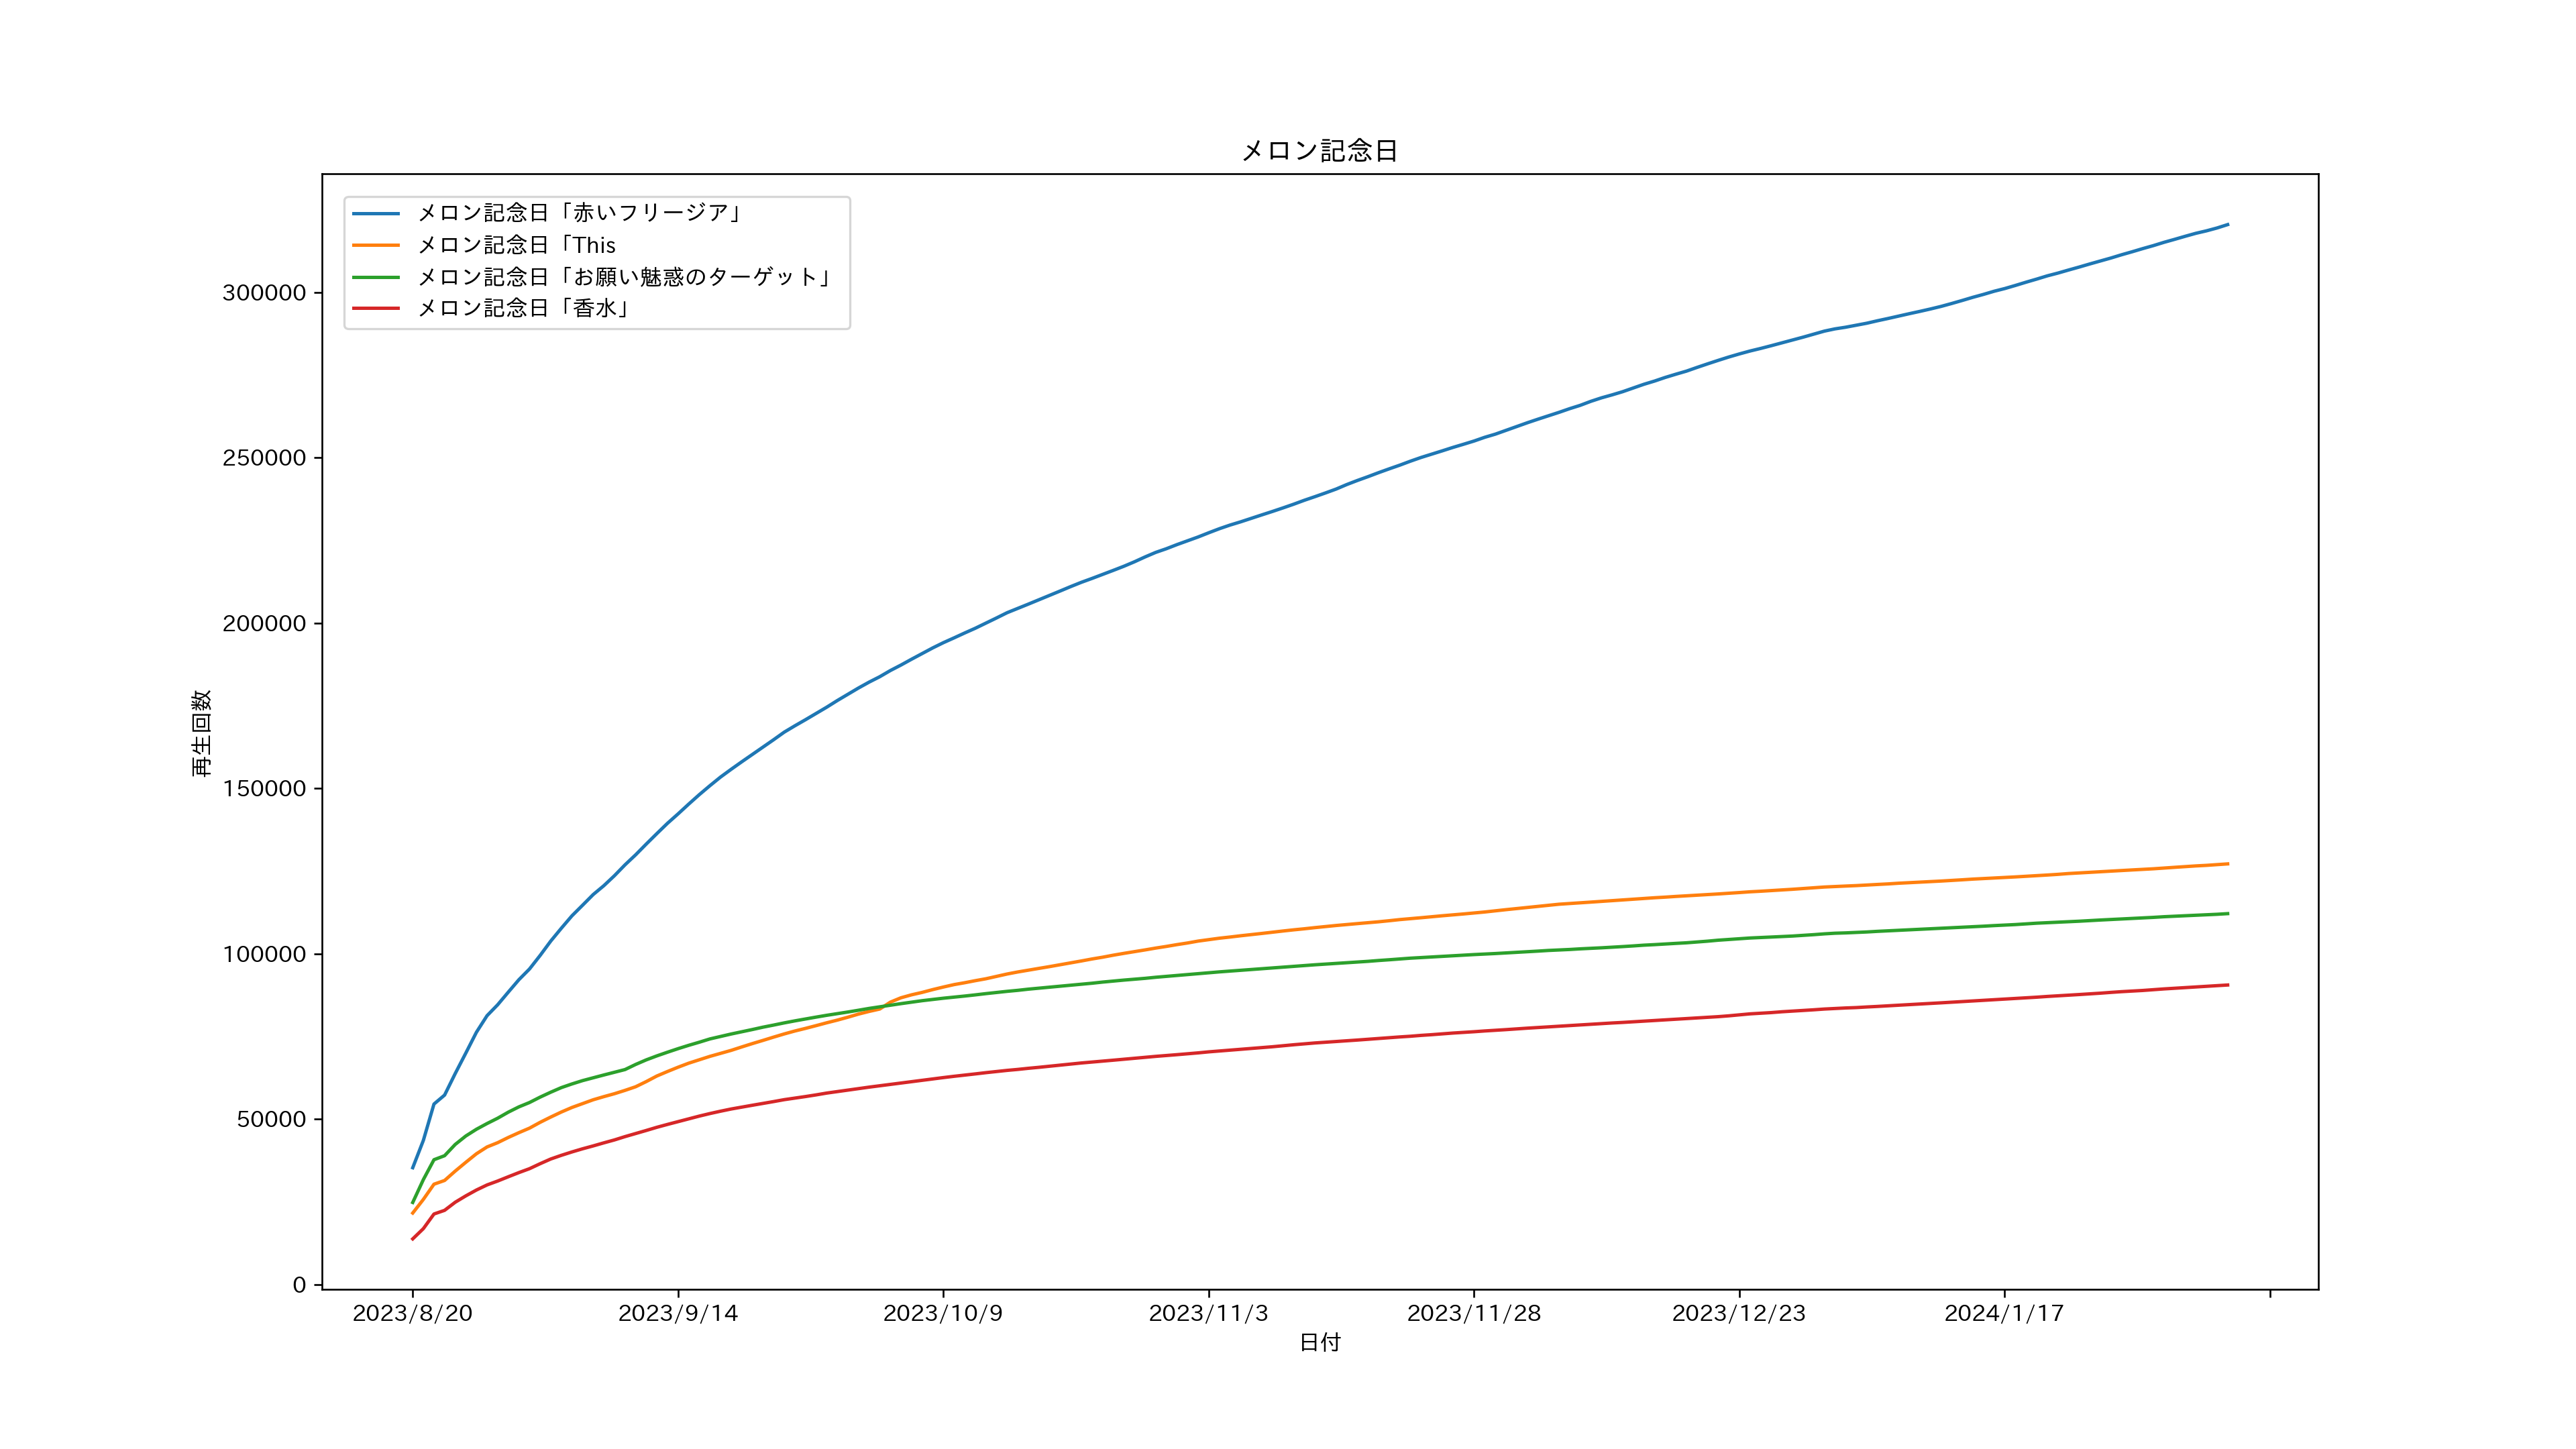 メロン記念日
メロン記念日「赤いフリージア」
メロン記念日「This
メロン記念日「お願い魅惑のターゲット」
メロン記念日「香水」
300000
250000
200000
150000
100000
50000
0
再生回数
2023/8/20 2023/9/14 2023/10/9 2023/11/3 2023/11/28 2023/12/23 2024/1/17
日付